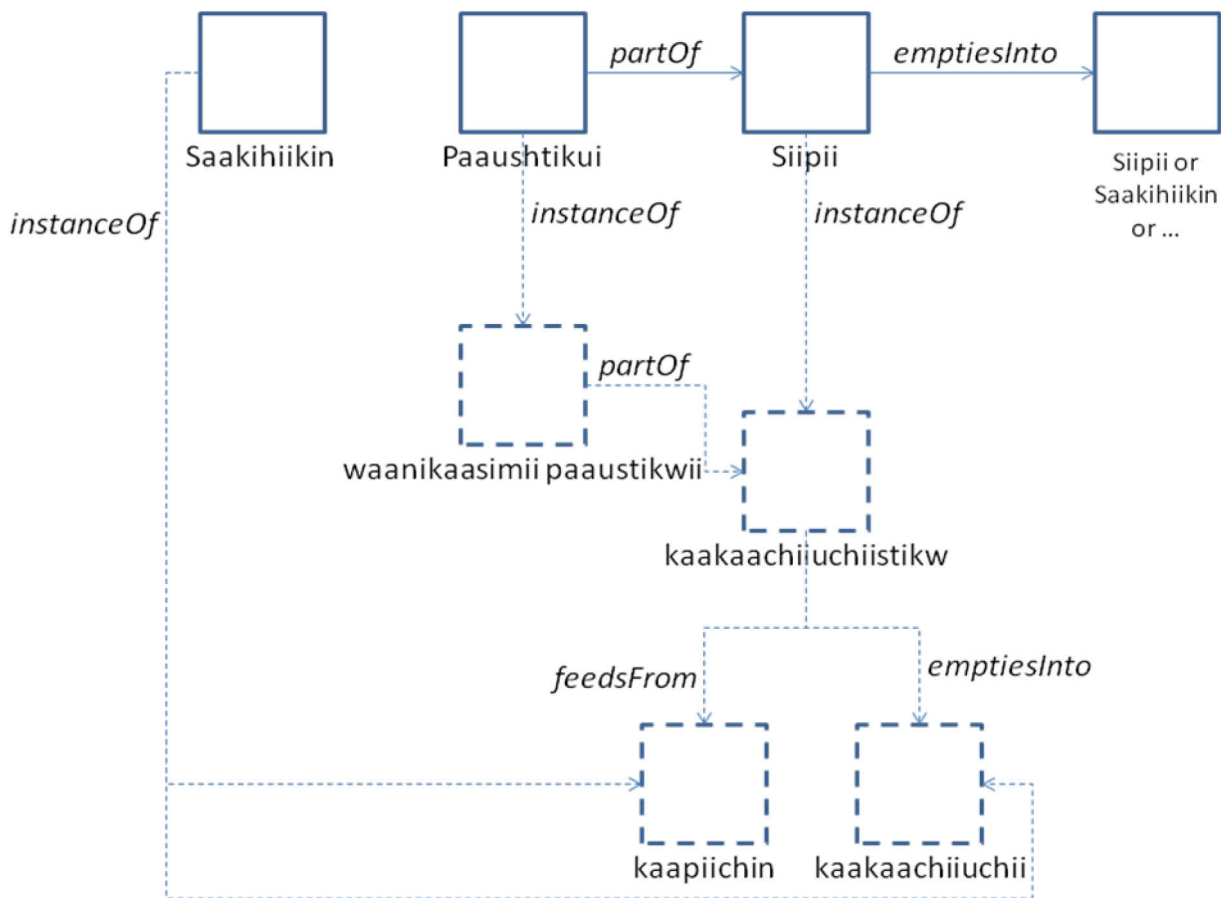 partOf
emptiesInto
Saakihiikin
Paaushtikui
Siipii
Siipii or
Saakihiikin
or ...
instanceOf
instanceOf
instanceOf
partOf
waanikaasimii paaustikwii
kaakaachiiuchiistikw
feedsFrom
emptiesInto
kaapiichin
kaakaachiiuchii